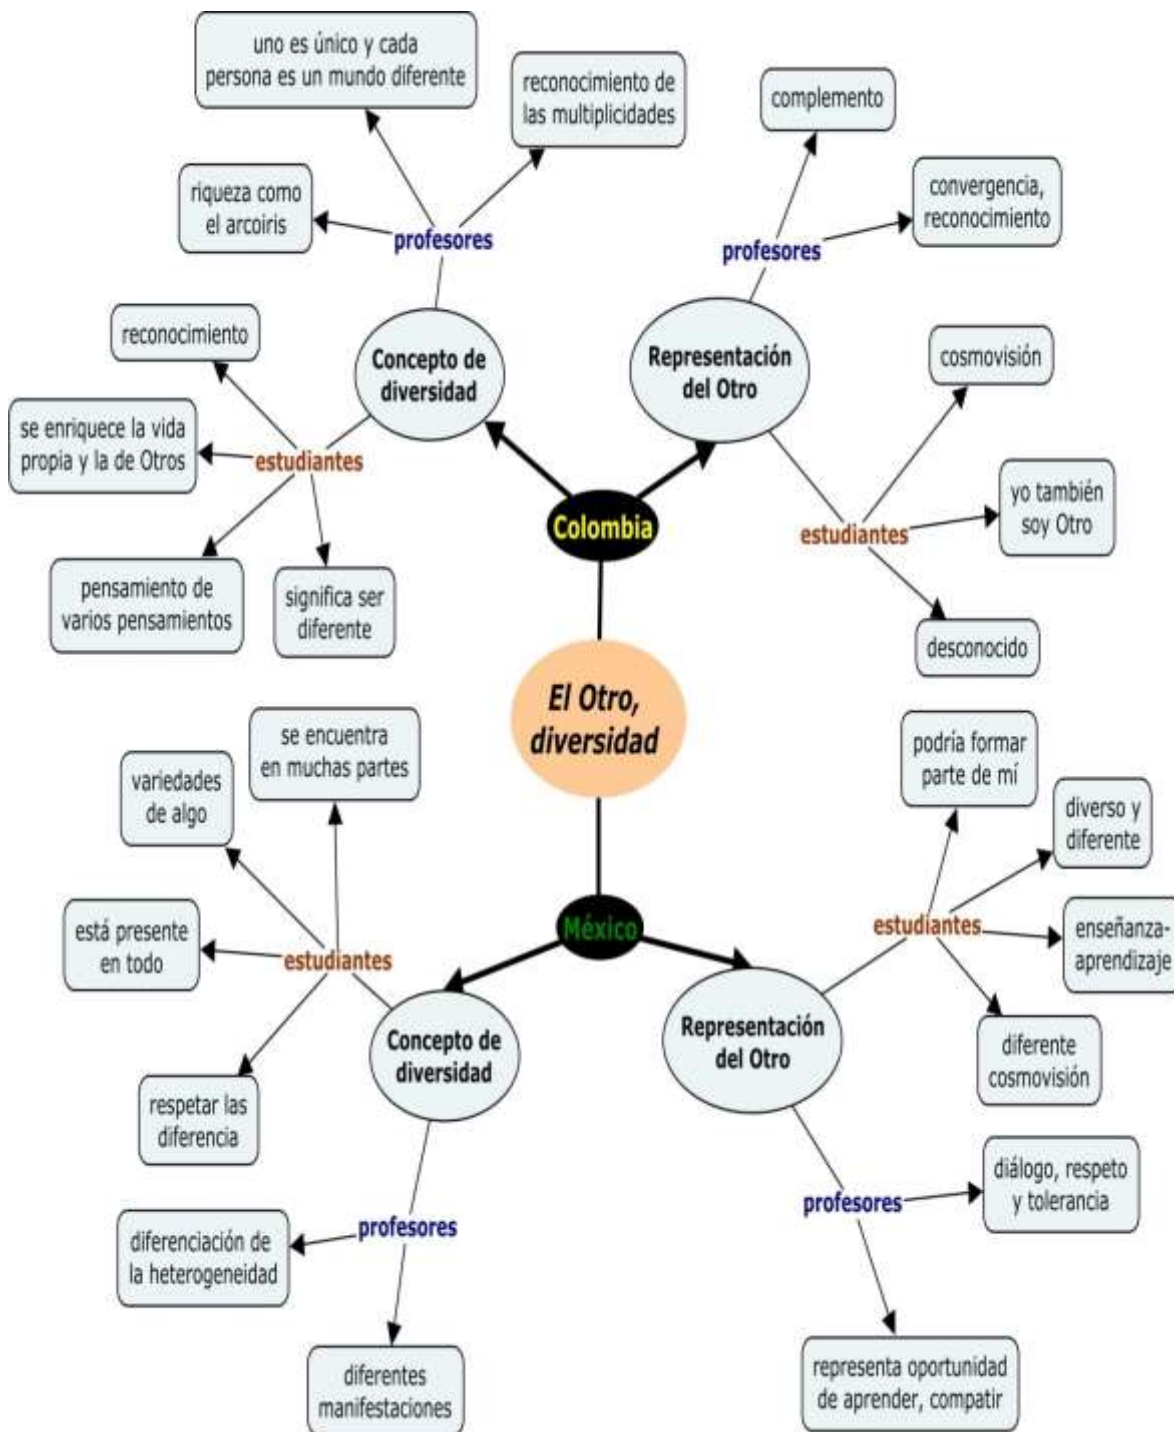 uno es único y cada
persona es un mundo diferente
reconocimiento de
las multiplicidades
complemento
riqueza como
el arcoiris
convergencia,
reconocimiento
profesores
profesores
reconocimiento
Concepto de
diversidad
Representación
del Otro
cosmovisión
se enriquece la vida
propia y la de Otros
estudiantes
yo también
soy Otro
Colombia
estudiantes
pensamiento de
varios pensamientos
significa ser
diferente
desconocido
El Otro,
diversidad
se encuentra
en muchas partes
podría formar
parte de mí
variedades
de algo
diverso y
diferente
está presente
en todo
estudiantes
México
estudiantes
enseñanza-
aprendizaje
Concepto de
diversidad
Representación
del Otro
diferente
cosmovisión
respetar las
diferencia
diálogo, respeto
y tolerancia
profesores
profesores
diferenciación de
la heterogeneidad
diferentes
manifestaciones
representa oportunidad
de aprender, compatir